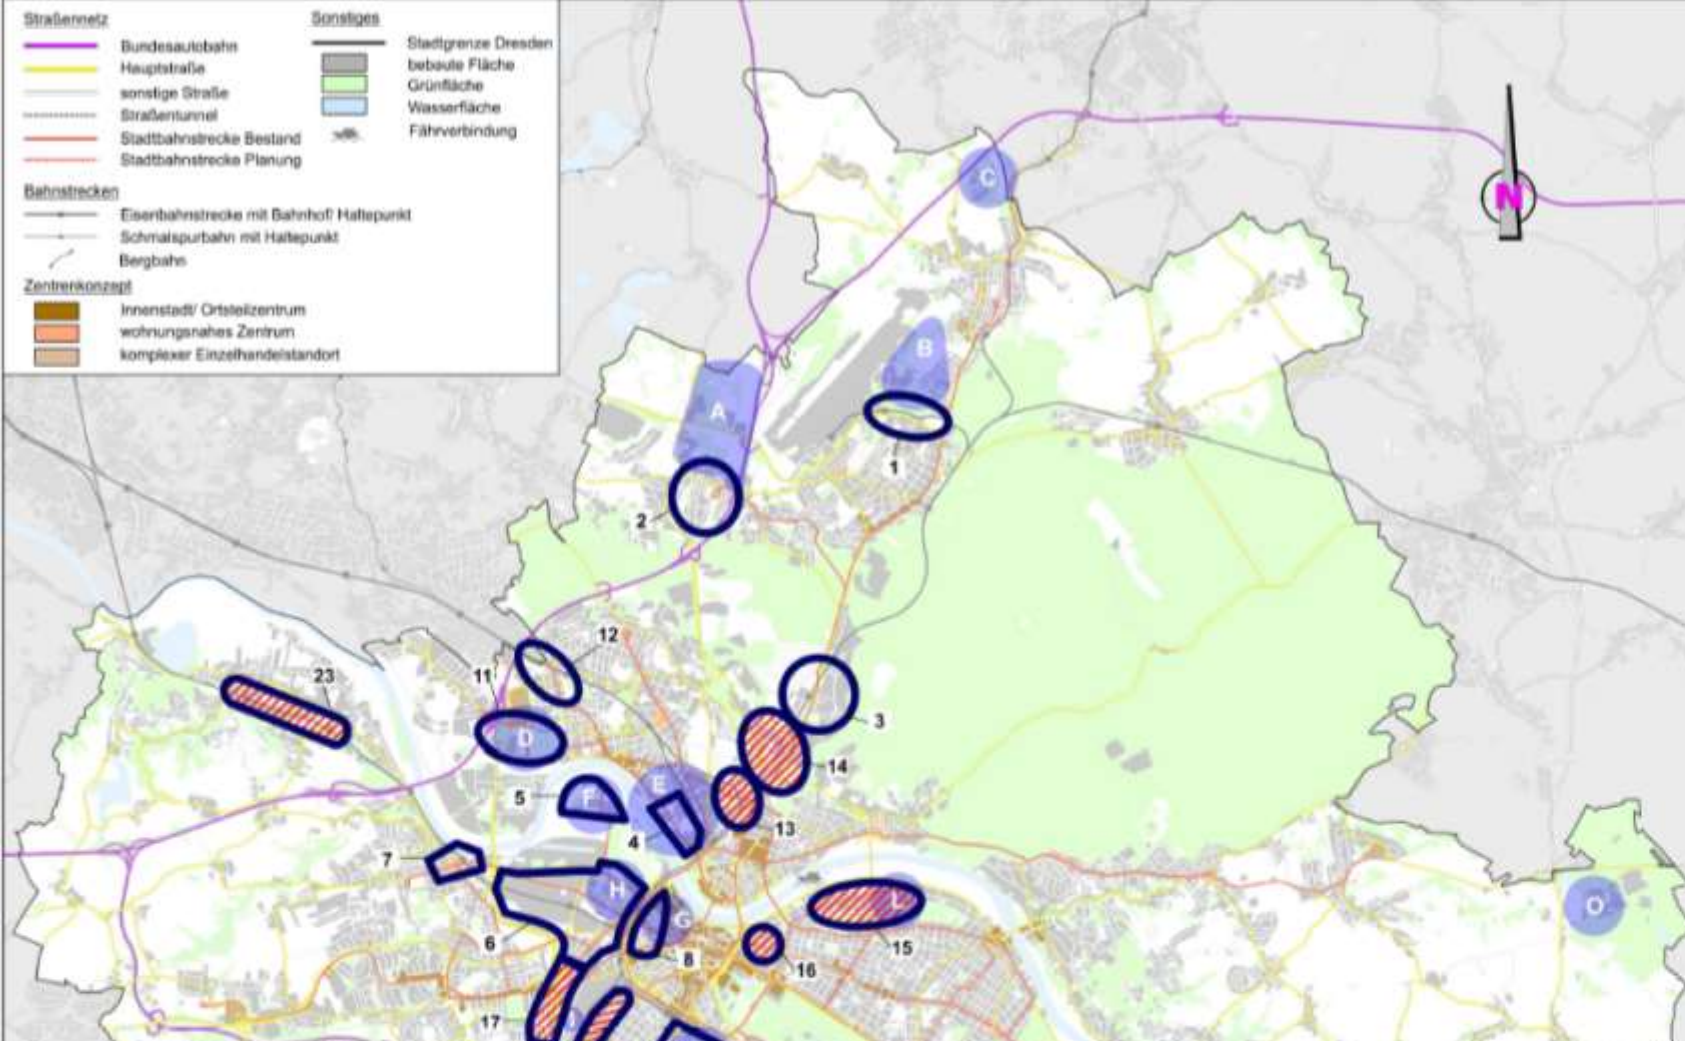 Straßennetz
Bundesautobahn
Hauptstraße
sonstige Straße
Straßentunnel
Stadtbahnstrecke Bestand
Stadtbahnstrecke Planung
Bahnstrecken
Eisenbahnstrecke mit Bahnhof/ Haltepunkt
Schmalspurbahn mit Haltepunkt
Bergbahn
Zentrenkonzept
Innenstadt/ Ortsteilzentrum
wohnungsnahes Zentrum
komplexer Einzelhandelstandort
Sonstiges
Stadtgrenze Dresden
bebaute Fläche
Grünfläche
Wasserfläche
Fährverbindung
C
N
B
A
1
2
12
11
23
3
D
14
E
5
F
13
4
7
H
L
O
G
6
15
8
16
17